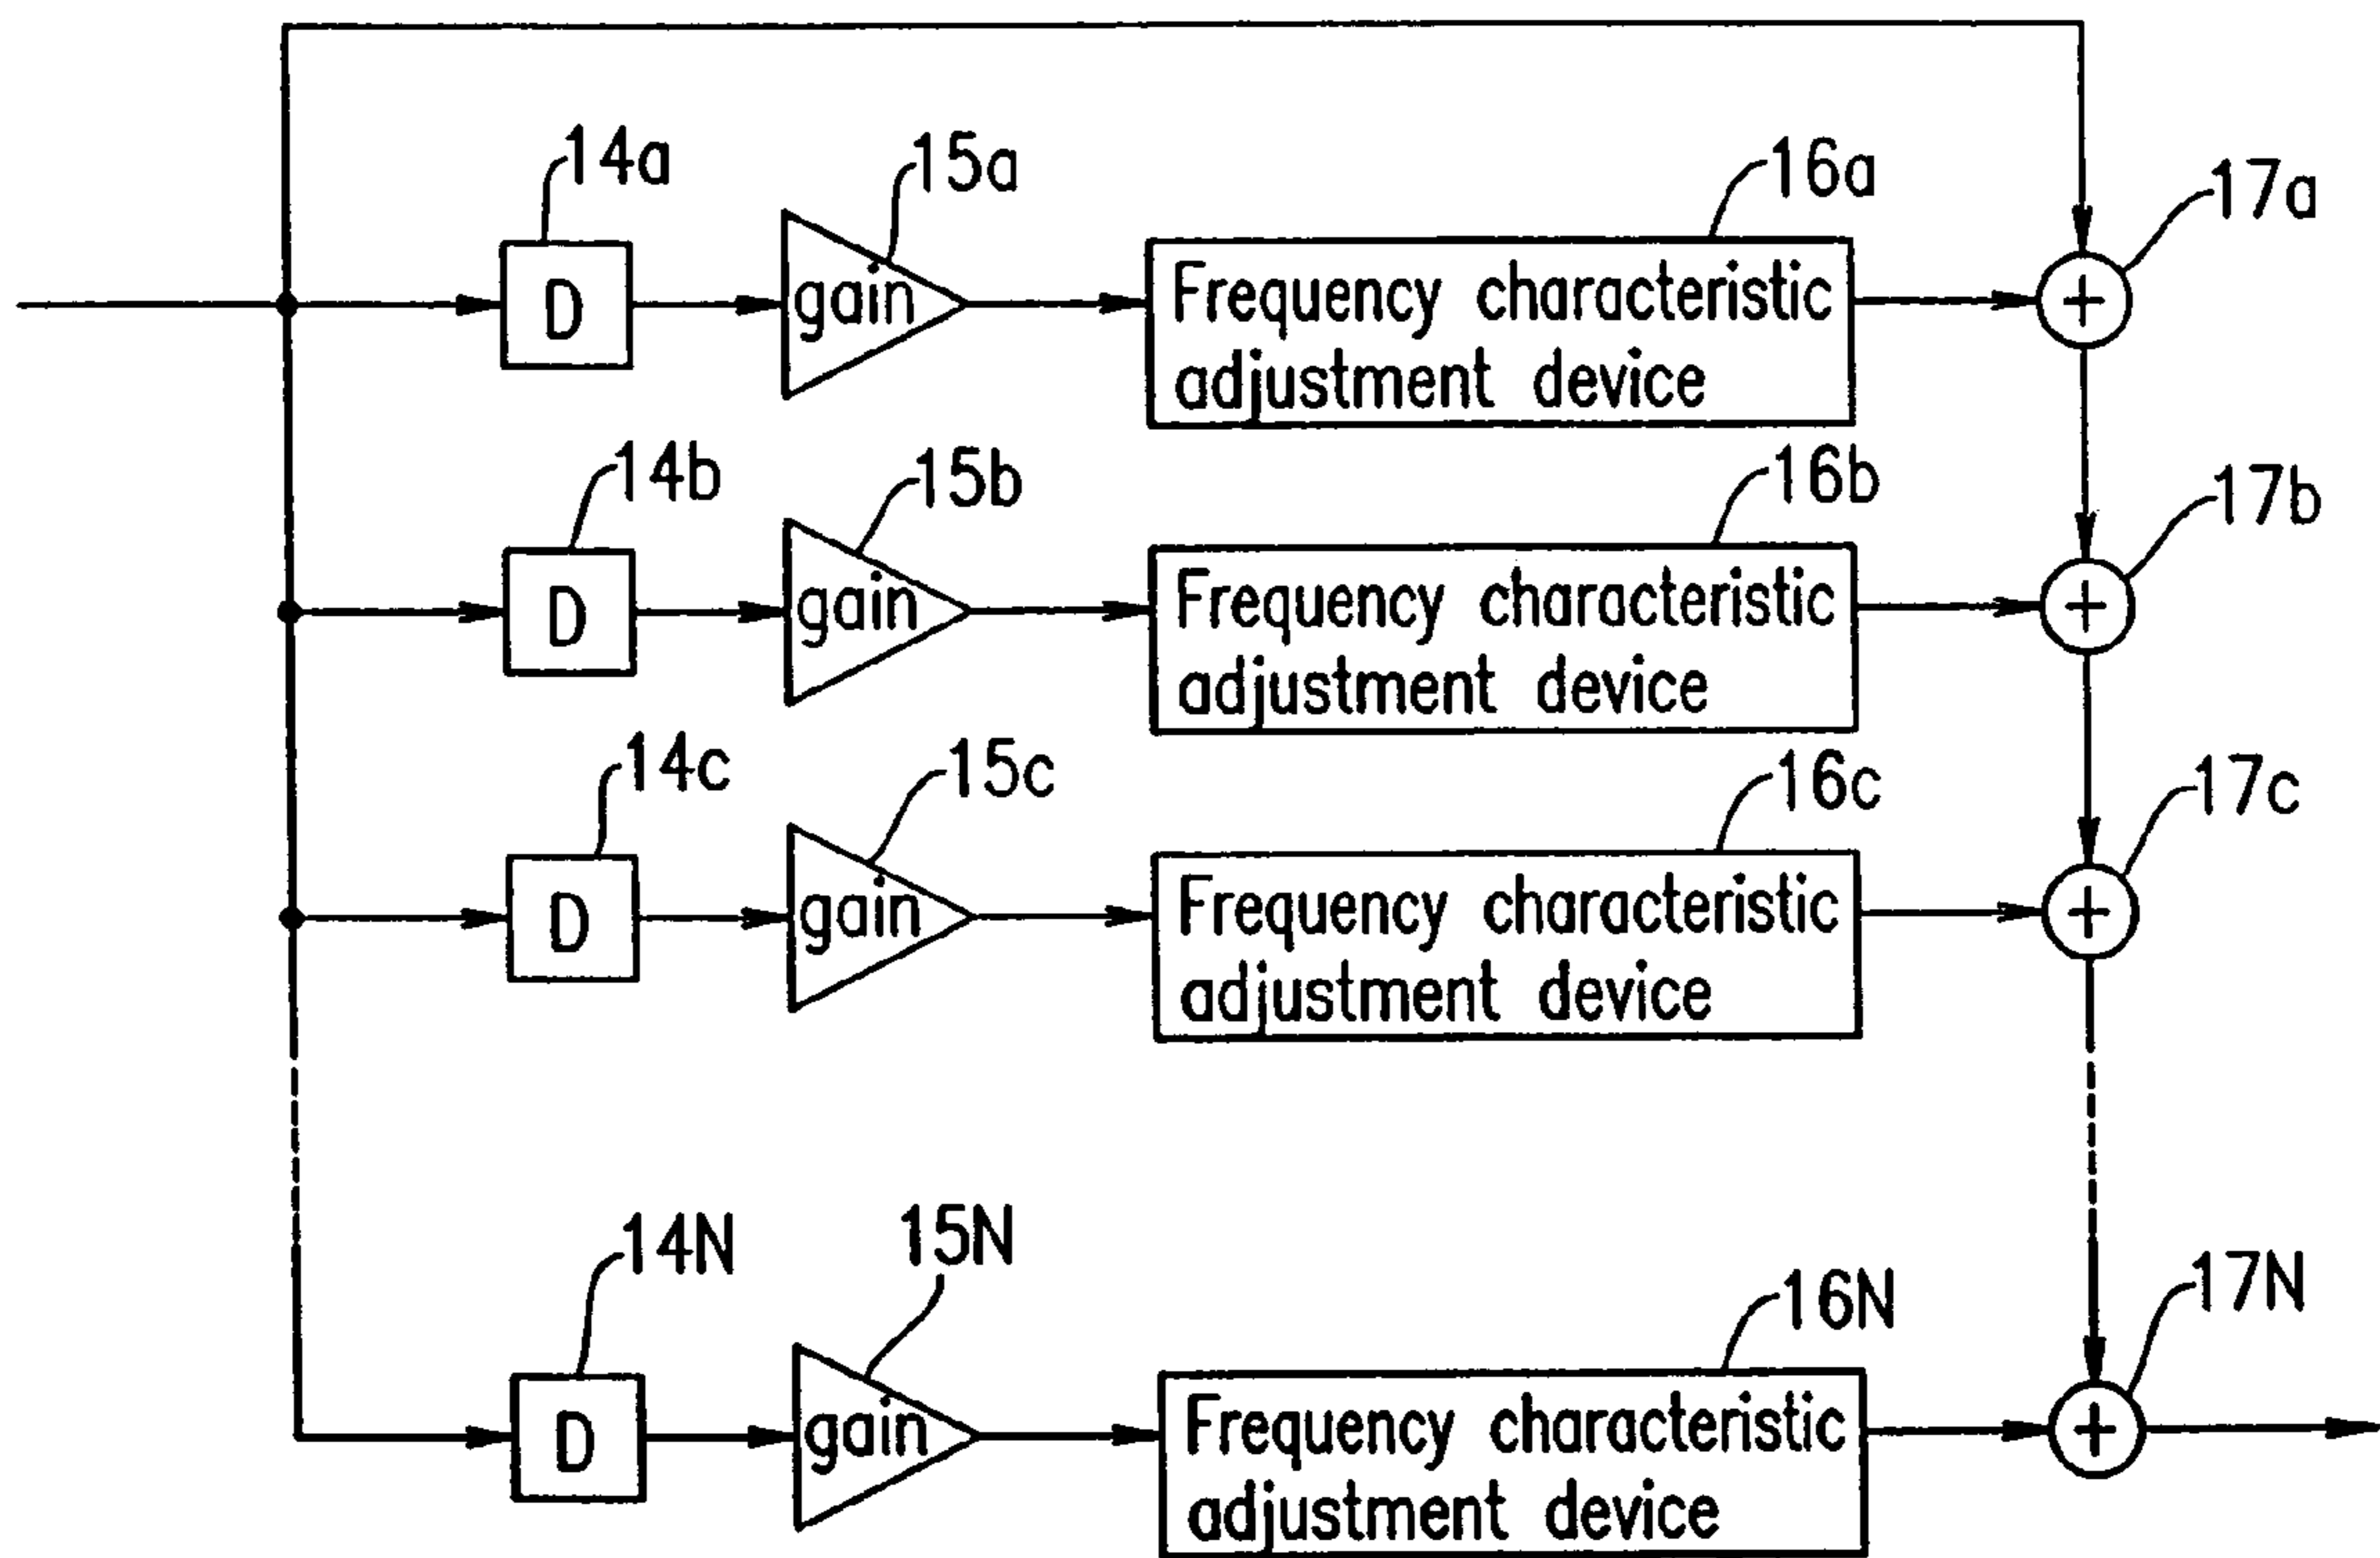 14a
15a
16a
17a
D
gain
Frequency characteristic
adjustment device
+
14b
15b
16b
17b
D
gain
Frequency characteristic
adjustment device
+
14c
15c
16c
17c
D
gain
Frequency characteristic
adjustment device
+
14N
15N
16N
17N
D
gain
Frequency characteristic
adjustment device
+